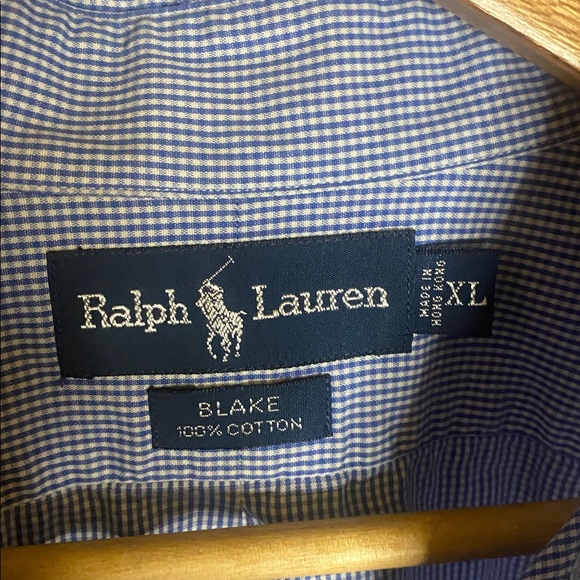 Ralph Lauren
MADE IN
HONG KONG
XL
BLAKE
100% COTTON